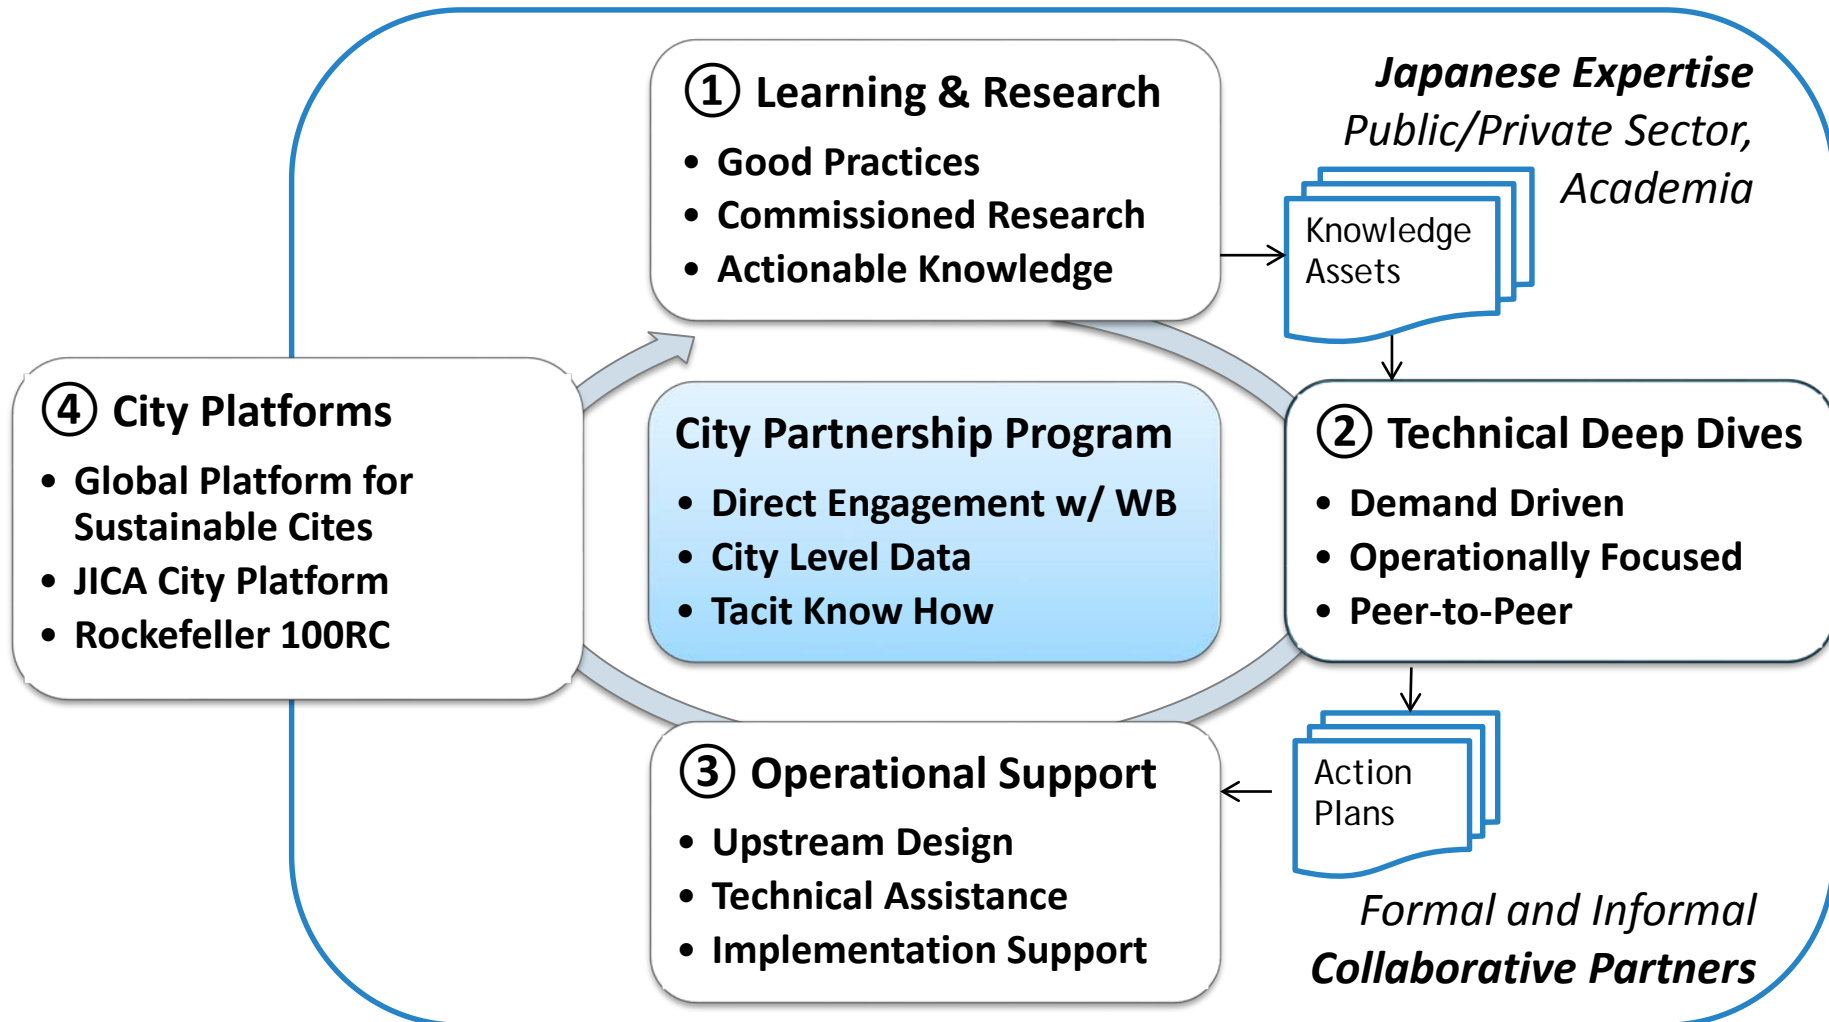 ① Learning & Research
• Good Practices
• Commissioned Research
• Actionable Knowledge
Japanese Expertise
Public/Private Sector,
Academia
Knowledge
Assets
④ City Platforms
• Global Platform for
Sustainable Cites
• JICA City Platform
• Rockefeller 100RC
City Partnership Program
• Direct Engagement w/ WB
• City Level Data
• Tacit Know How
② Technical Deep Dives
• Demand Driven
• Operationally Focused
• Peer-to-Peer
③ Operational Support
• Upstream Design
• Technical Assistance
• Implementation Support
Action
Plans
Formal and Informal
Collaborative Partners